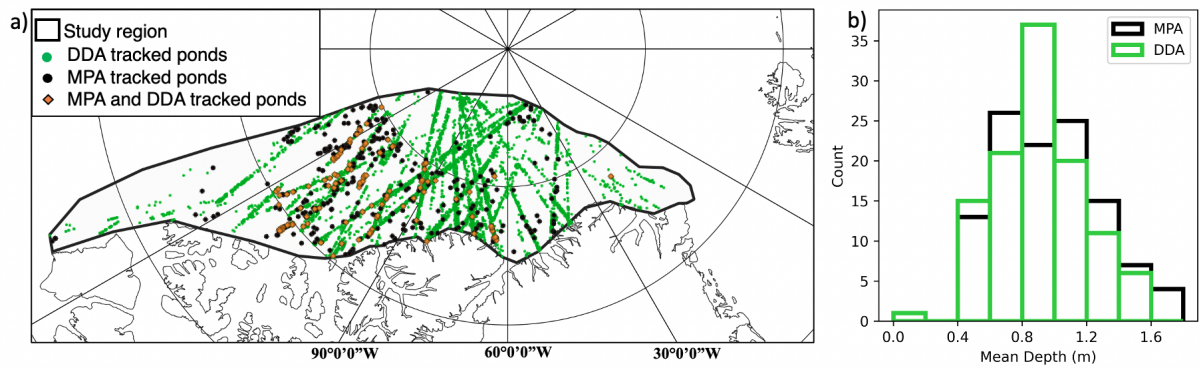 a)
Study region
DDA tracked ponds
MPA tracked ponds
MPA and DDA tracked ponds
90°0'0"W
60°0'0"W
30°0'0"W
b)
MPA
DDA
Count
35
30
25
20
15
10
5
0
0.0
0.4
0.8
1.2
1.6
Mean Depth (m)